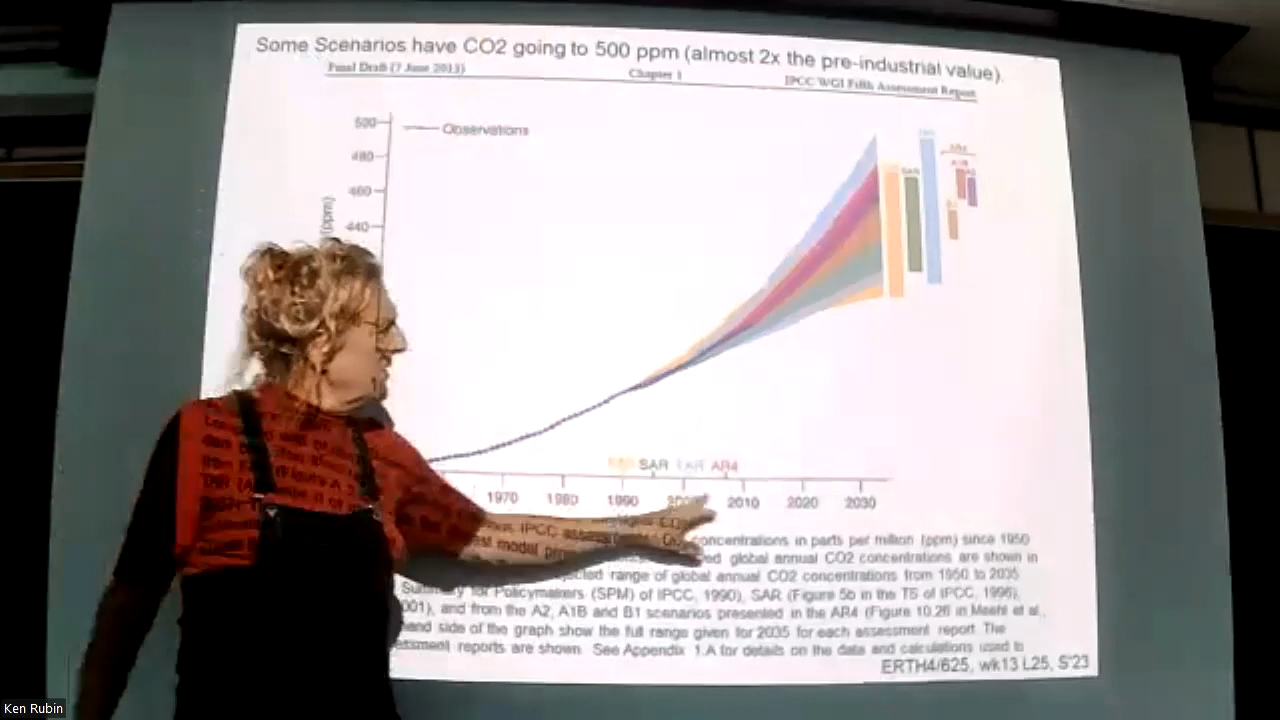 Some Scenarios have CO2 going to 500 ppm (almost 2x the pre-industrial value).
Final Draft (7 June 2013) Chapter 1 IPCC WGI Fifth Assessment Report
500
Observations
480
460
(ppm)
440
SAR
A1B
A2
SAR TAR AR4
1970 1980 1990 2000 2010 2020 2030
IPCC concentrations in parts per million (ppm) since 1950
global annual CO2 concentrations are shown in
range of global annual CO2 concentrations from 1950 to 2035
for Policymakers (SPM) of IPCC, 1990), SAR (Figure 5b in the TS of IPCC, 1996),
and from the A2, A1B and B1 scenarios presented in the AR4 (Figure 10.26 in Meehl et al.,
hand side of the graph show the full range given for 2035 for each assessment report. The
reports are shown. See Appendix 1.A for details on the data and calculations used to
ERTH4/625, wk13 L25, S'23
Ken Rubin